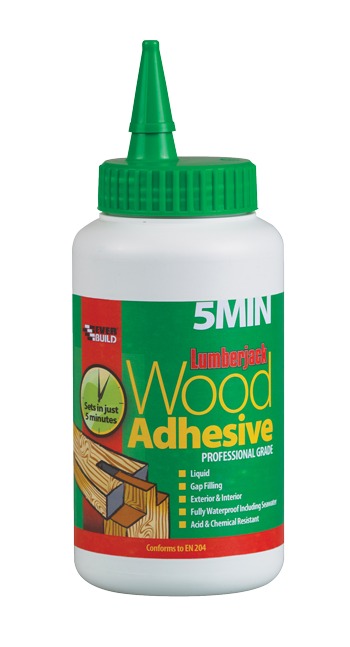 5MIN
EVER
BUILD
Lumberjack
Wood
Sets in just
5 minutes
Adhesive
PROFESSIONAL GRADE
Liquid
Gap Filling
Exterior & Interior
Fully Waterproof Including Seawater
Acid & Chemical Resistant
Conforms to EN 204